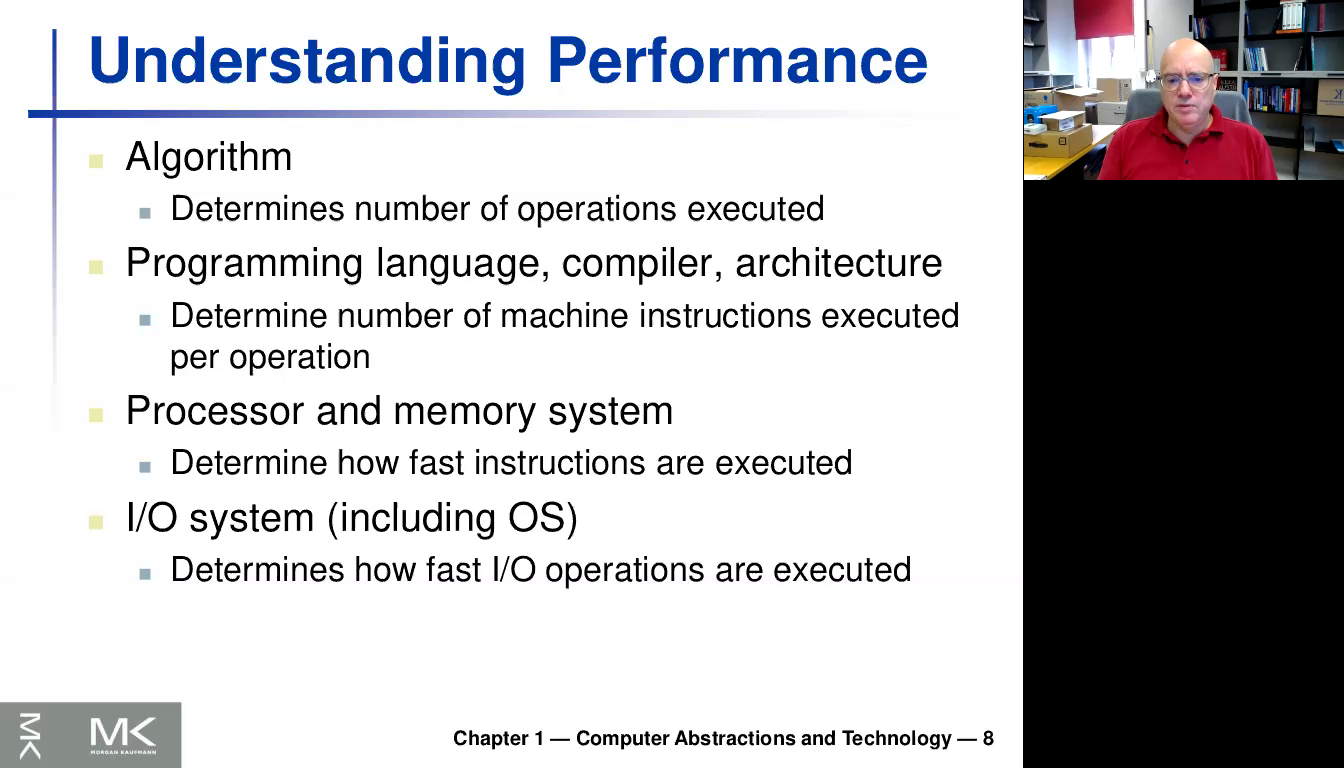 Understanding Performance
Algorithm
Determines number of operations executed
Programming language, compiler, architecture
Determine number of machine instructions executed
per operation
Processor and memory system
Determine how fast instructions are executed
I/O system (including OS)
Determines how fast I/O operations are executed
MK
MK
MORGAN KAUFMANN
Chapter 1 — Computer Abstractions and Technology — 8